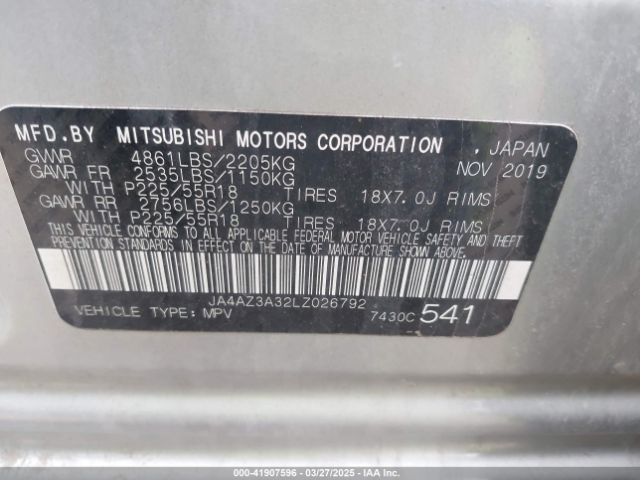 MFD.BY MITSUBISHI MOTORS CORPORATION , JAPAN
GVWR 4861LBS/2205KG NOV 2019
GAWR FR 2535LBS/1150KG
WITH P225/55R18 TIRES 18X7.0J RIMS
GAWR RR 2756LBS/1250KG
WITH P225/55R18 TIRES 18X7.0J RIMS
THIS VEHICLE CONFORMS TO ALL APPLICABLE FEDERAL MOTOR VEHICLE SAFETY AND THEFT
PREVENTION STANDARDS IN EFFECT ON THE DATE OF MANUFACTURE SHOWN ABOVE.
JA4AZ3A32LZ026792
VEHICLE TYPE: MPV 7430C 541
000-41907596 - 03/27/2025 - IAA Inc.